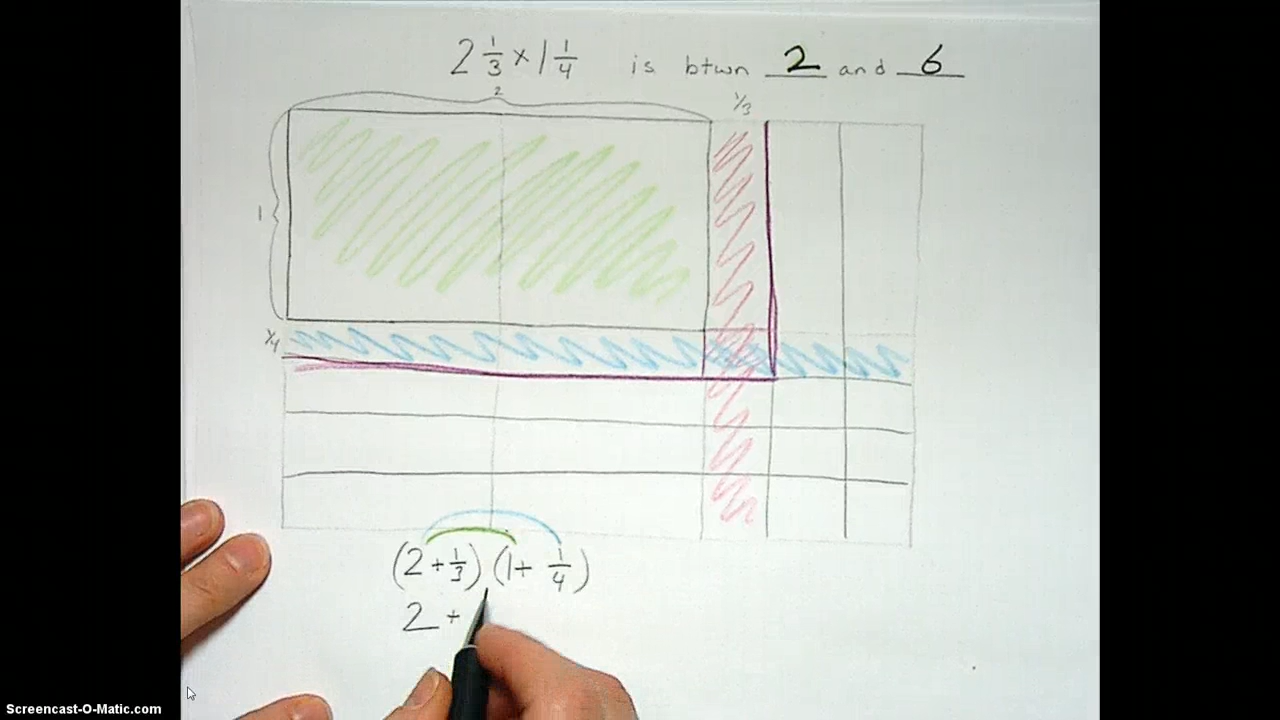 2 1/3 × 1 1/4 is btwn 2 and 6
2
1/3
1
1/4
(2 + 1/3) (1 + 1/4)
2 +
Screencast-O-Matic.com